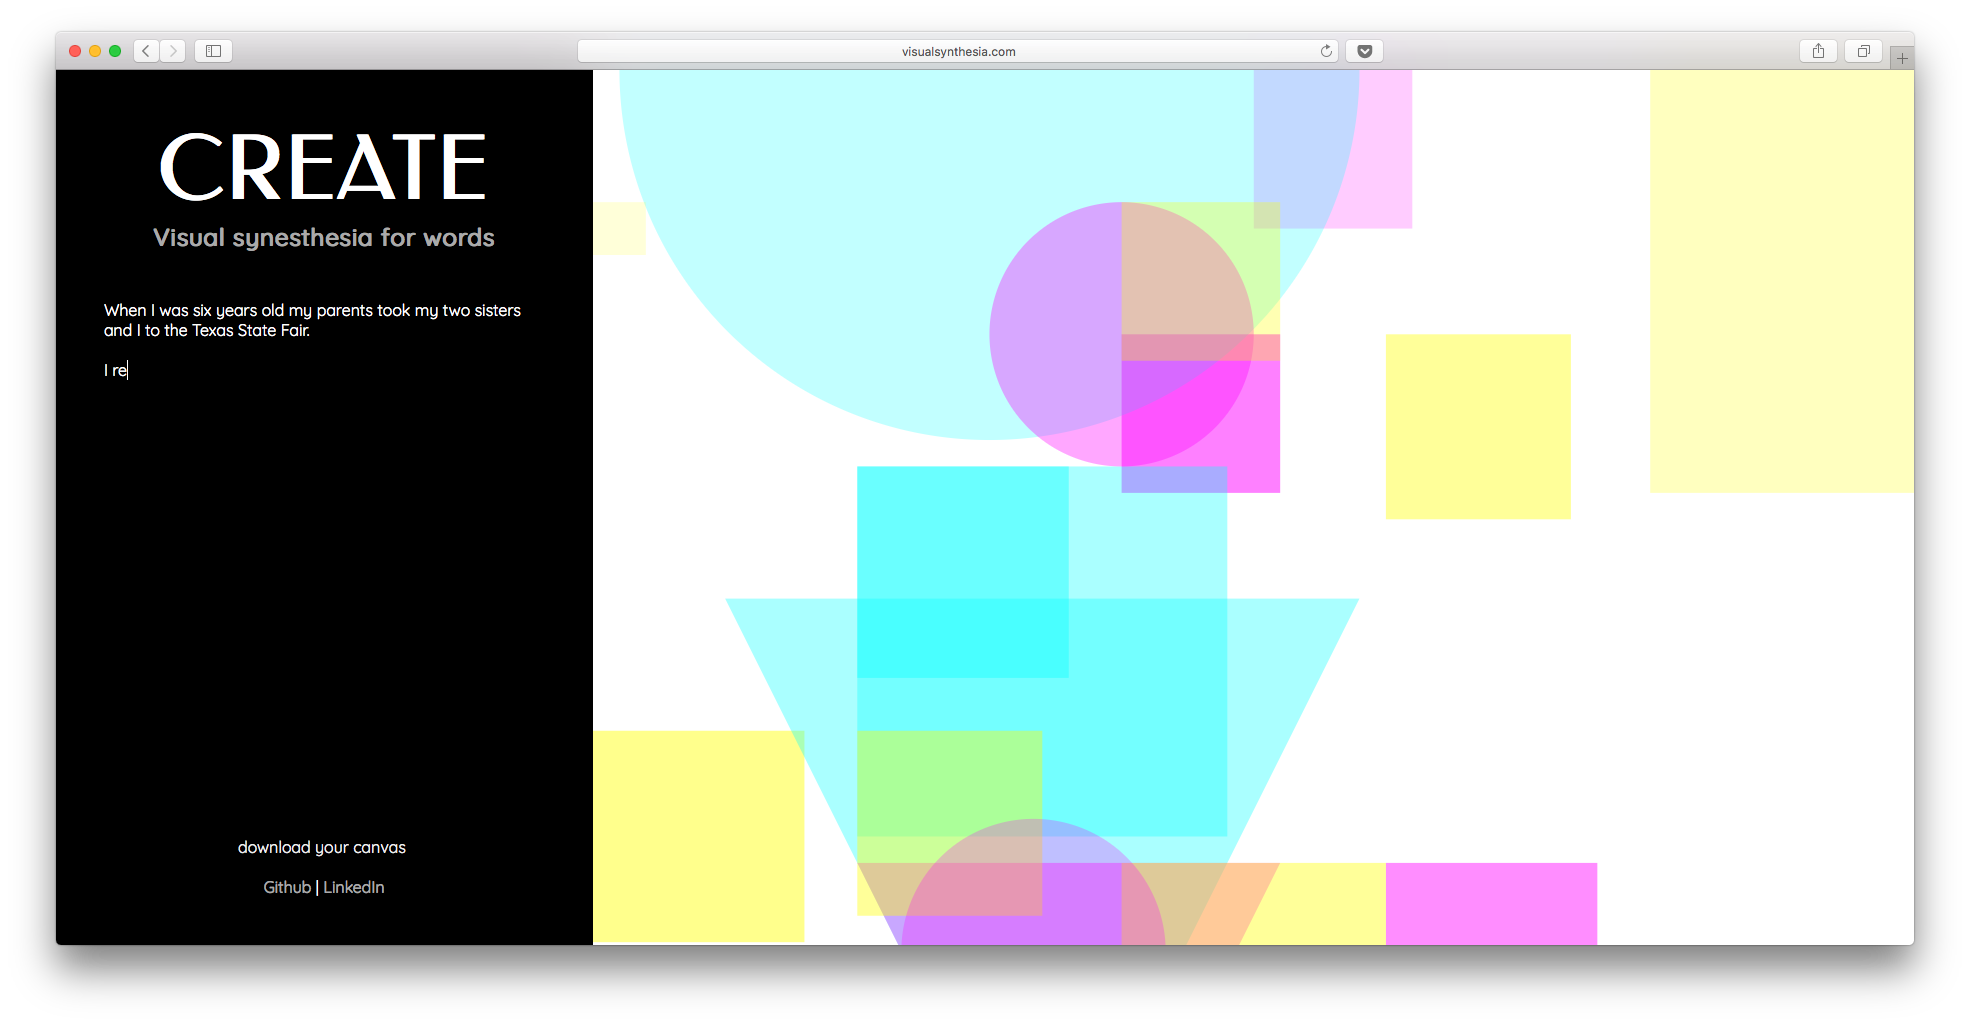 visualsynthesia.com
CREATE
Visual synesthesia for words
When I was six years old my parents took my two sisters
and I to the Texas State Fair.
I re
download your canvas
Github | LinkedIn